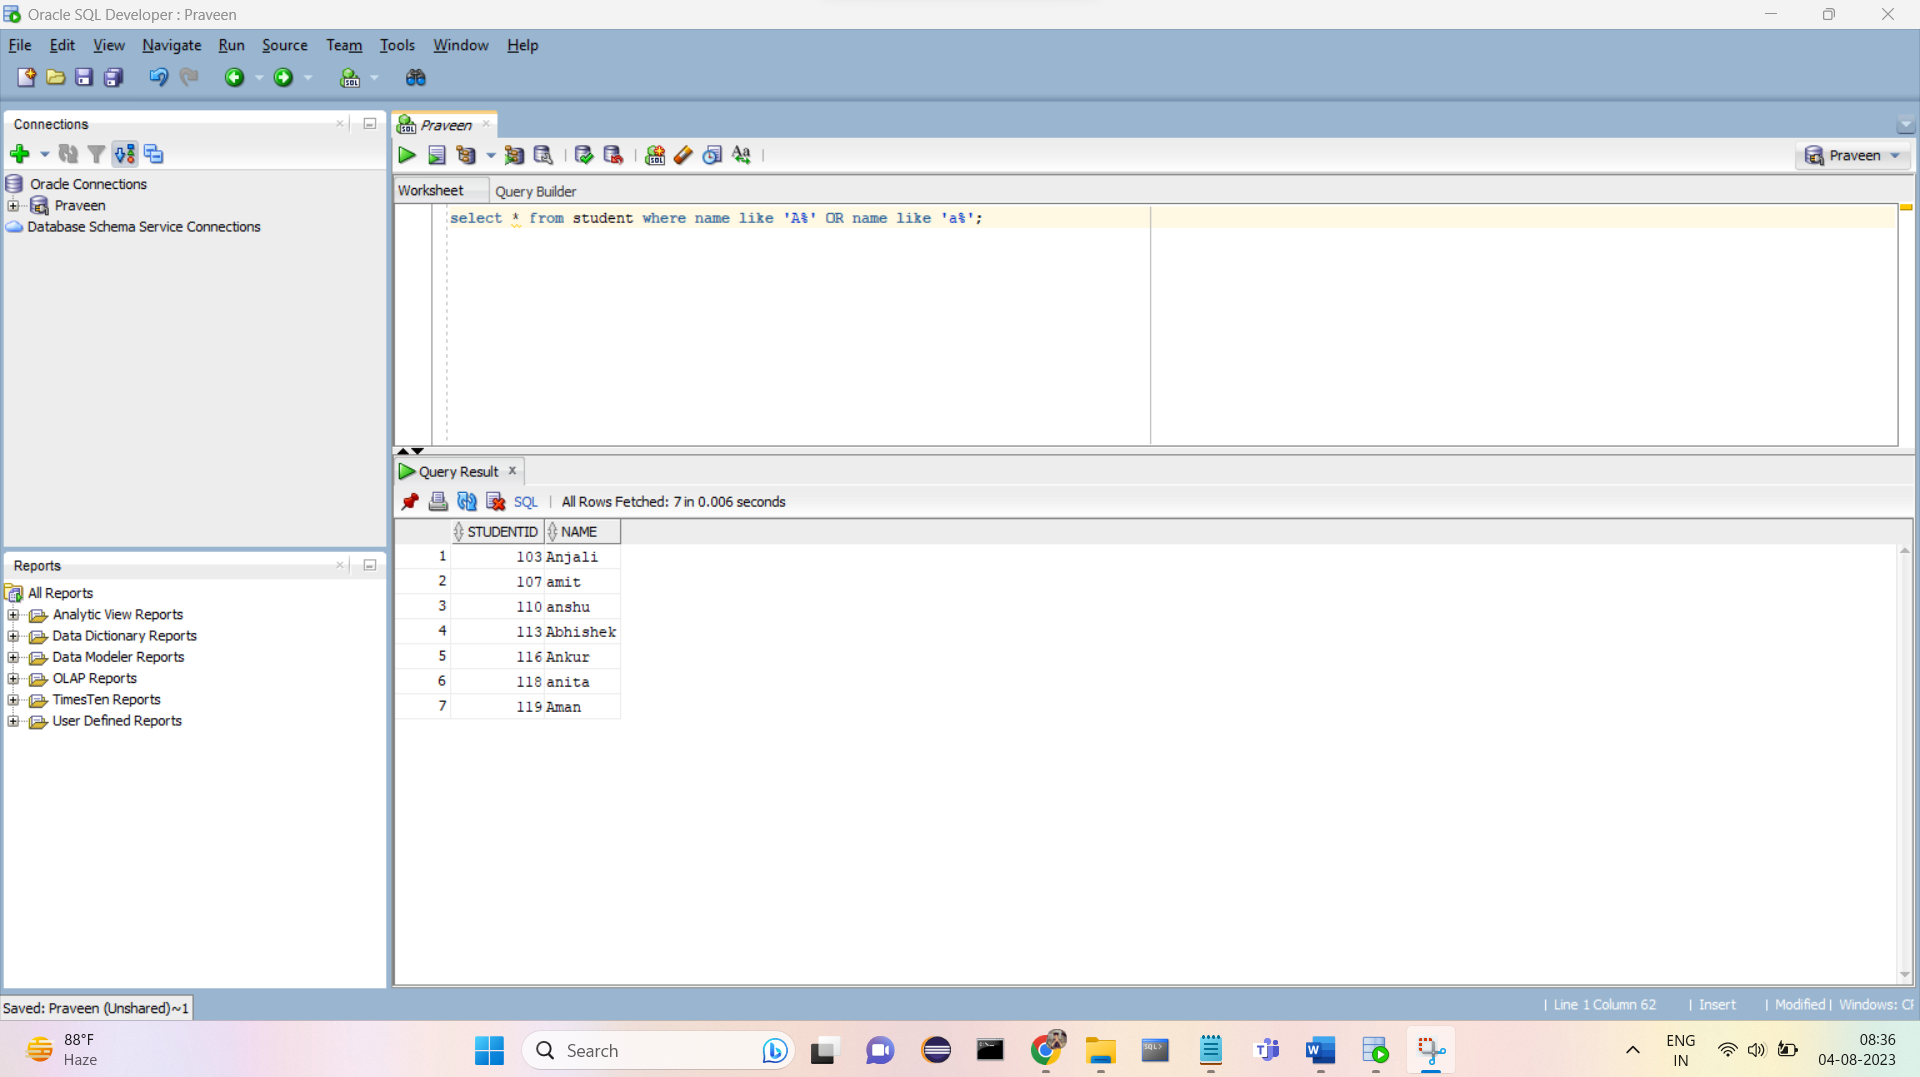 Oracle SQL Developer : Praveen
File Edit View Navigate Run Source Team Tools Window Help
Connections
Oracle Connections
Praveen
Database Schema Service Connections
Reports
All Reports
Analytic View Reports
Data Dictionary Reports
Data Modeler Reports
OLAP Reports
TimesTen Reports
User Defined Reports
Praveen
Praveen
Worksheet Query Builder
select * from student where name like 'A%' OR name like 'a%';
Query Result
SQL | All Rows Fetched: 7 in 0.006 seconds
STUDENTID NAME
1 103 Anjali
2 107 amit
3 110 anshu
4 113 Abhishek
5 116 Ankur
6 118 anita
7 119 Aman
Saved: Praveen (Unshared)~1
| Line 1 Column 62 | Insert | Modified | Windows: CF
88°F
Haze
Search
ENG
IN
08:36
04-08-2023